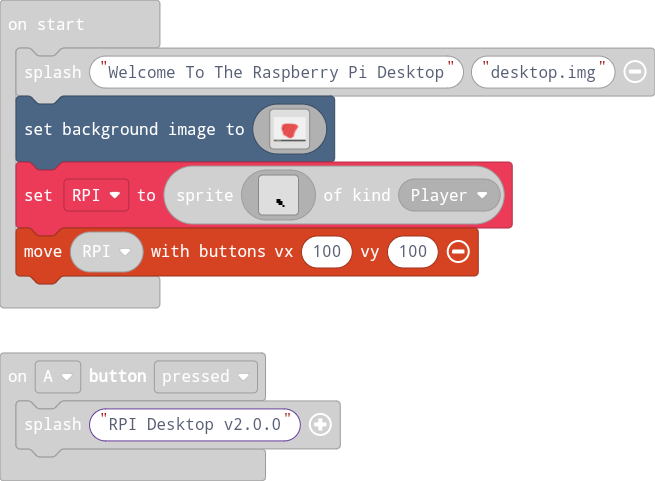 on start
splash "Welcome To The Raspberry Pi Desktop" "desktop.img"
set background image to
set RPI to sprite of kind Player
move RPI with buttons vx 100 vy 100
on A button pressed
splash "RPI Desktop v2.0.0"